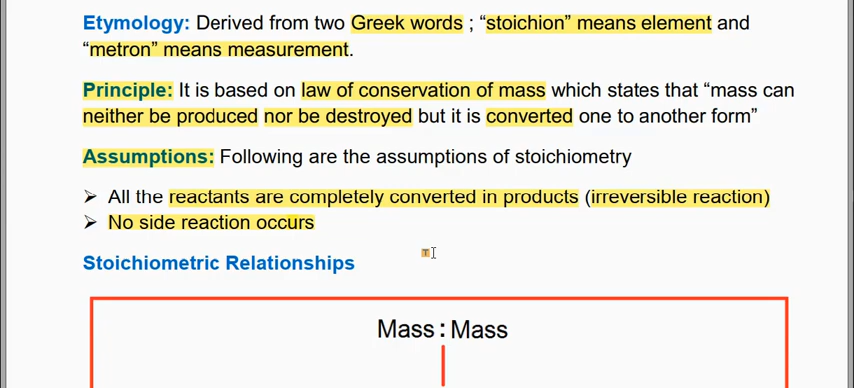 Etymology: Derived from two Greek words ; “stoichion” means element and
“metron” means measurement.
Principle: It is based on law of conservation of mass which states that “mass can
neither be produced nor be destroyed but it is converted one to another form”
Assumptions: Following are the assumptions of stoichiometry
➢ All the reactants are completely converted in products (irreversible reaction)
➢ No side reaction occurs
Stoichiometric Relationships
Mass : Mass